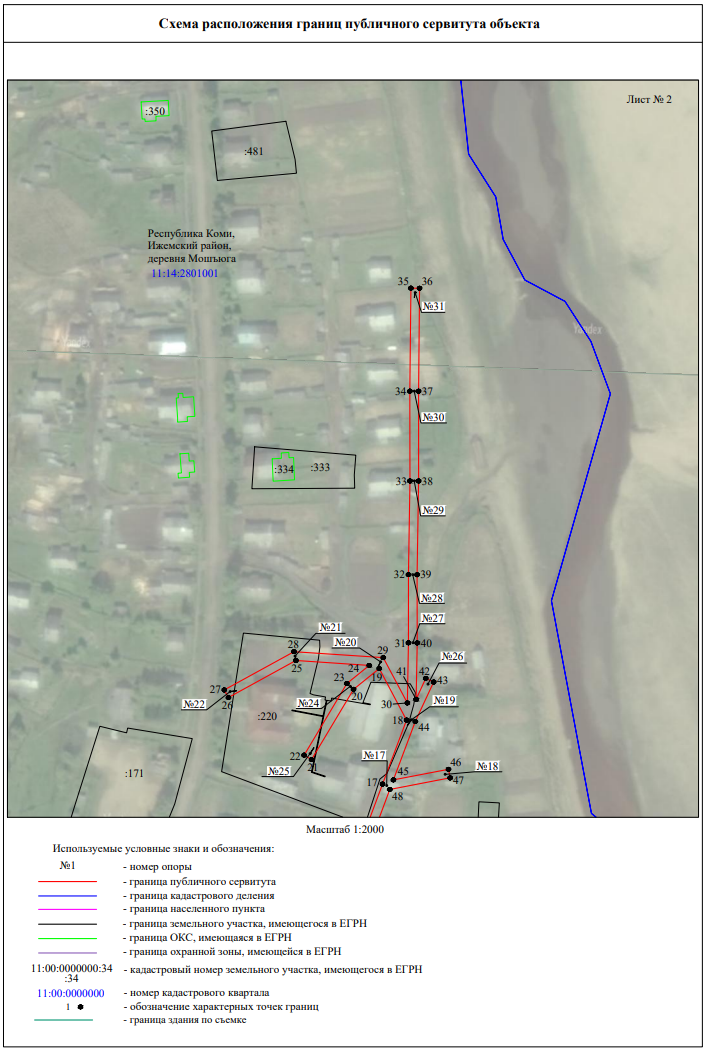 Схема расположения границ публичного сервитута объекта
Лист № 2
:350
:481
Республика Коми,
Ижемский район,
деревня Мошъюга
11:14:2801001
35
36
№31
Yandex
34
37
№30
:334
:333
33
38
№29
32
39
№28
№27
№21
31
40
№20
28
29
№26
25
24
41
42
23
19
43
27
20
№22
26
№24
30
№19
:220
18
44
22
№17
46
№18
:171
№25
21
17
45
47
48
Масштаб 1:2000
Используемые условные знаки и обозначения:
№1 - номер опоры
- граница публичного сервитута
- граница кадастрового деления
- граница населенного пункта
- граница земельного участка, имеющегося в ЕГРН
- граница ОКС, имеющаяся в ЕГРН
- граница охранной зоны, имеющейся в ЕГРН
11:00:0000000:34
:34
- кадастровый номер земельного участка, имеющегося в ЕГРН
11:00:0000000 - номер кадастрового квартала
1 - обозначение характерных точек границ
- граница здания по съемке